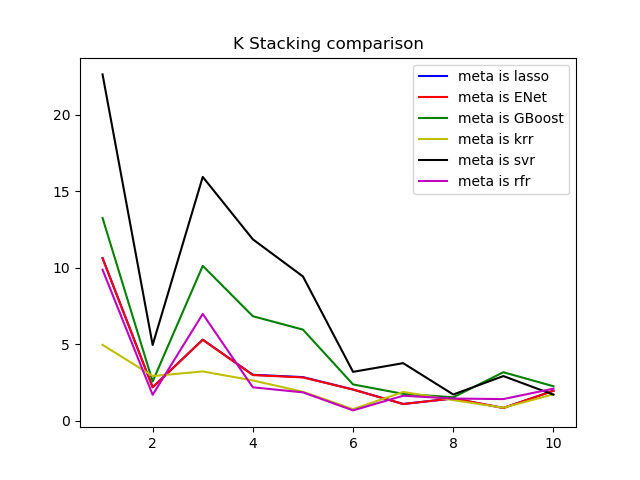 K Stacking comparison
meta is lasso
meta is ENet
meta is GBoost
meta is krr
meta is svr
meta is rfr
20
15
10
5
0
2 4 6 8 10